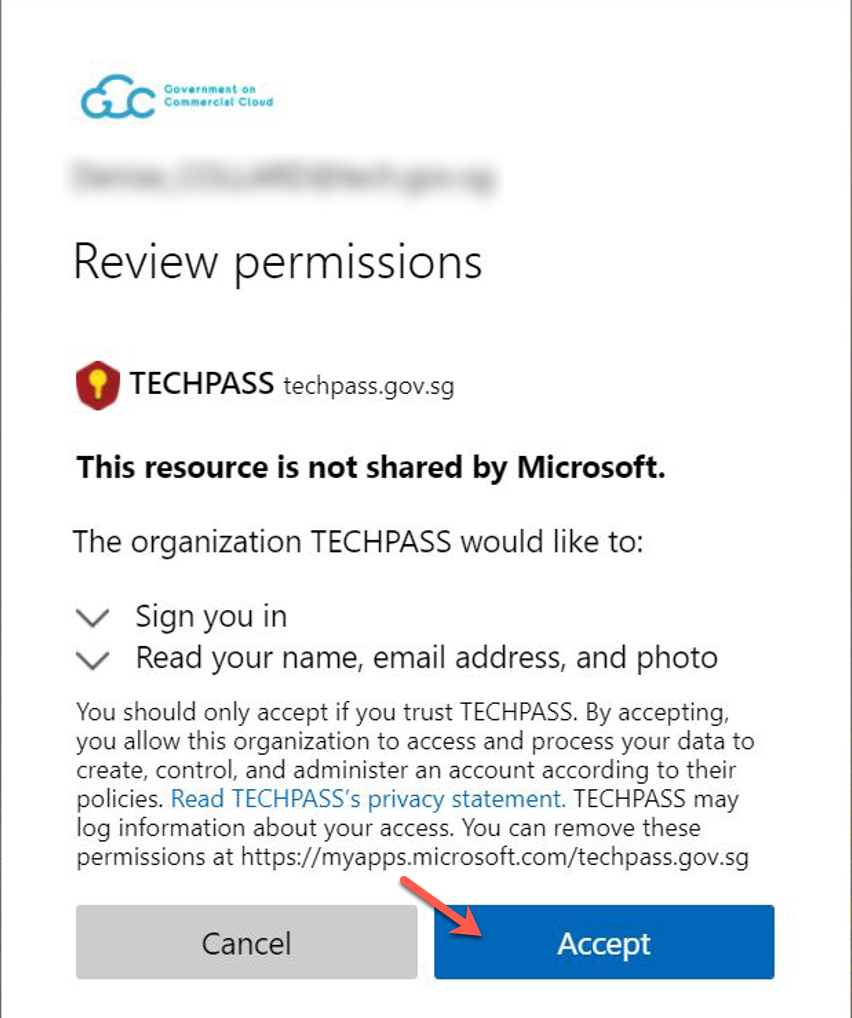 Government on
Commercial Cloud
Review permissions
TECHPASS techpass.gov.sg
This resource is not shared by Microsoft.
The organization TECHPASS would like to:
Sign you in
Read your name, email address, and photo
You should only accept if you trust TECHPASS. By accepting,
you allow this organization to access and process your data to
create, control, and administer an account according to their
policies. Read TECHPASS's privacy statement. TECHPASS may
log information about your access. You can remove these
permissions at https://myapps.microsoft.com/techpass.gov.sg
Cancel Accept